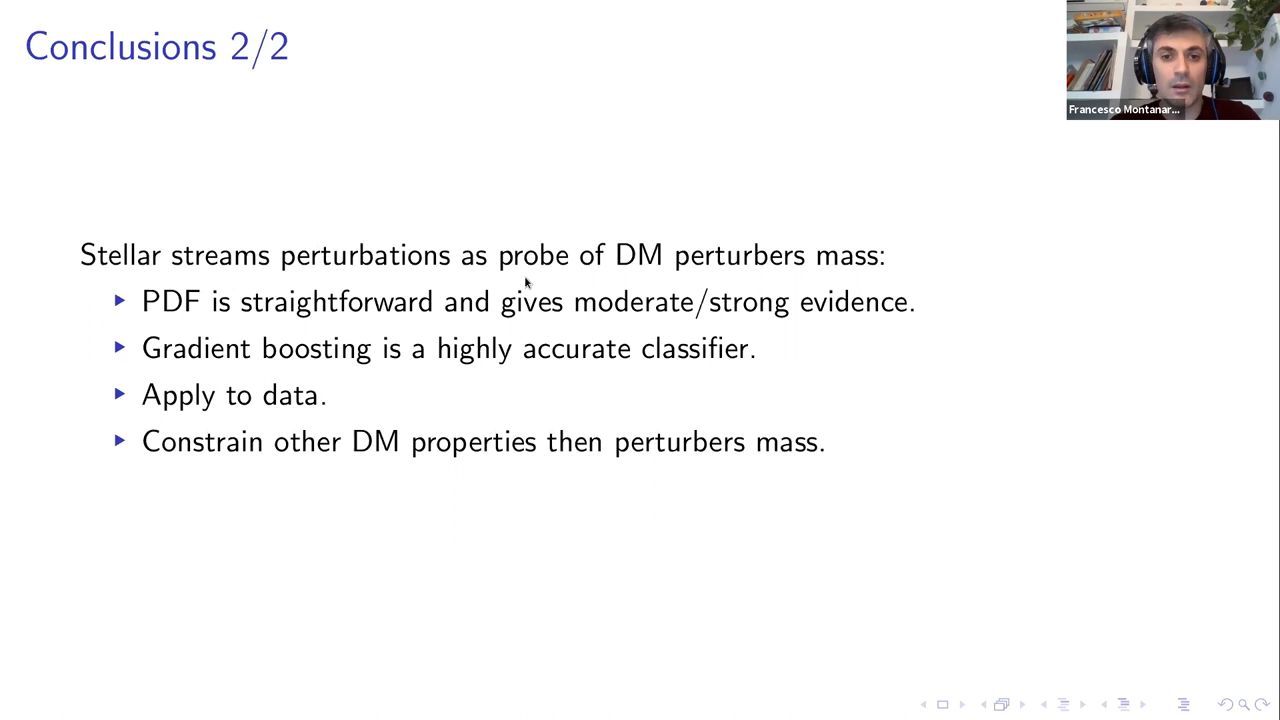 Conclusions 2/2
Francesco Montanar...
Stellar streams perturbations as probe of DM perturbers mass:
PDF is straightforward and gives moderate/strong evidence.
Gradient boosting is a highly accurate classifier.
Apply to data.
Constrain other DM properties then perturbers mass.